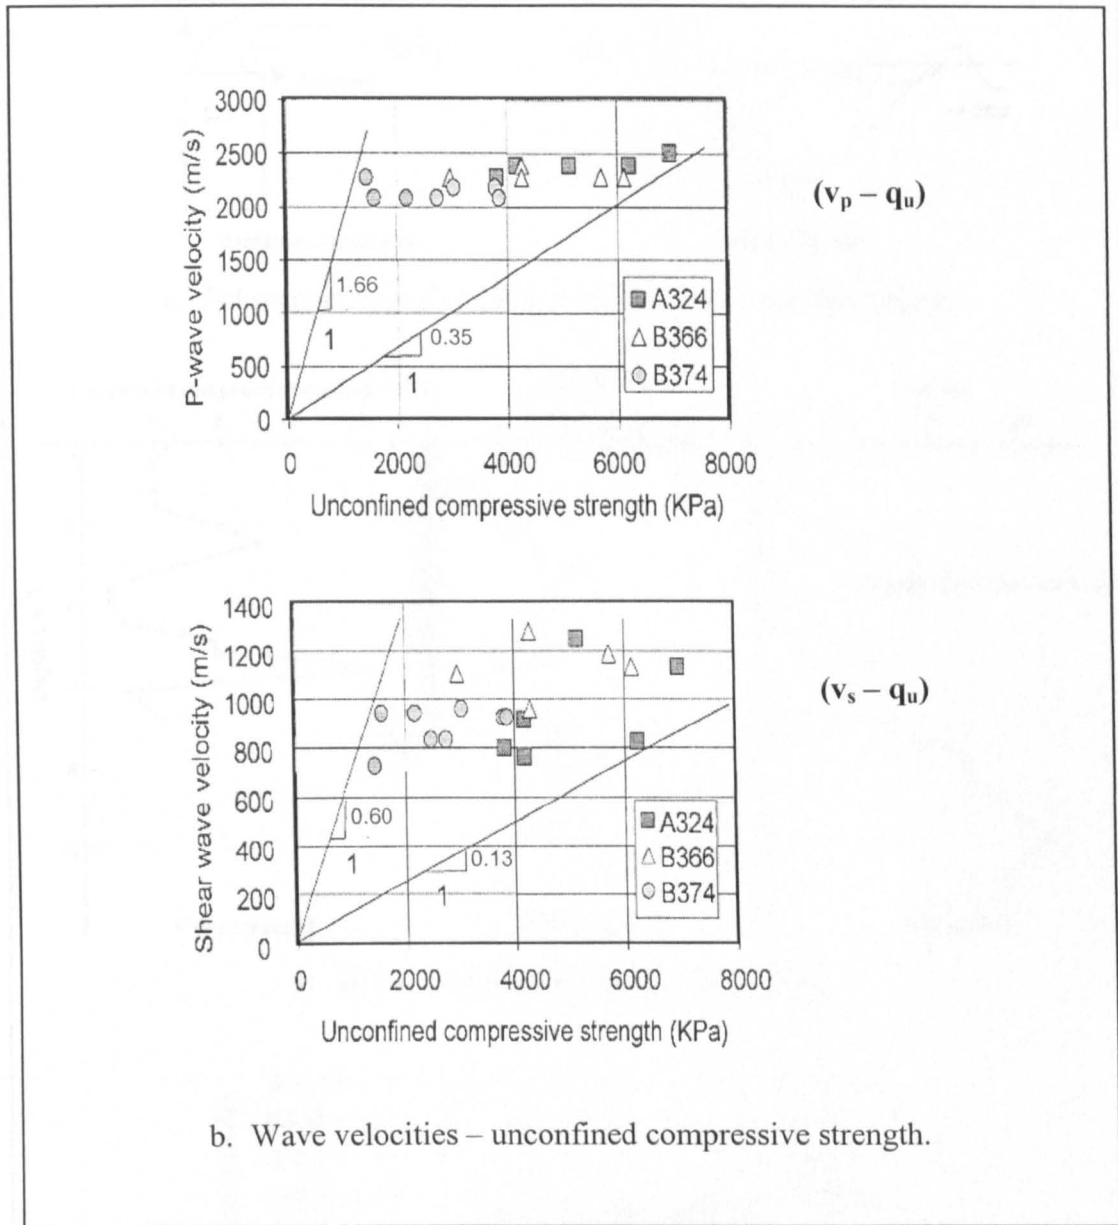 3000
2500
2000
1500
1000
500
0
P-wave velocity (m/s)
1.66
1
0.35
1
A324
B366
B374
0 2000 4000 6000 8000
Unconfined compressive strength (KPa)
(vp – qu)
1400
1200
1000
800
600
400
200
0
Shear wave velocity (m/s)
0.60
1
0.13
1
A324
B366
B374
0 2000 4000 6000 8000
Unconfined compressive strength (KPa)
(vs – qu)
b. Wave velocities – unconfined compressive strength.